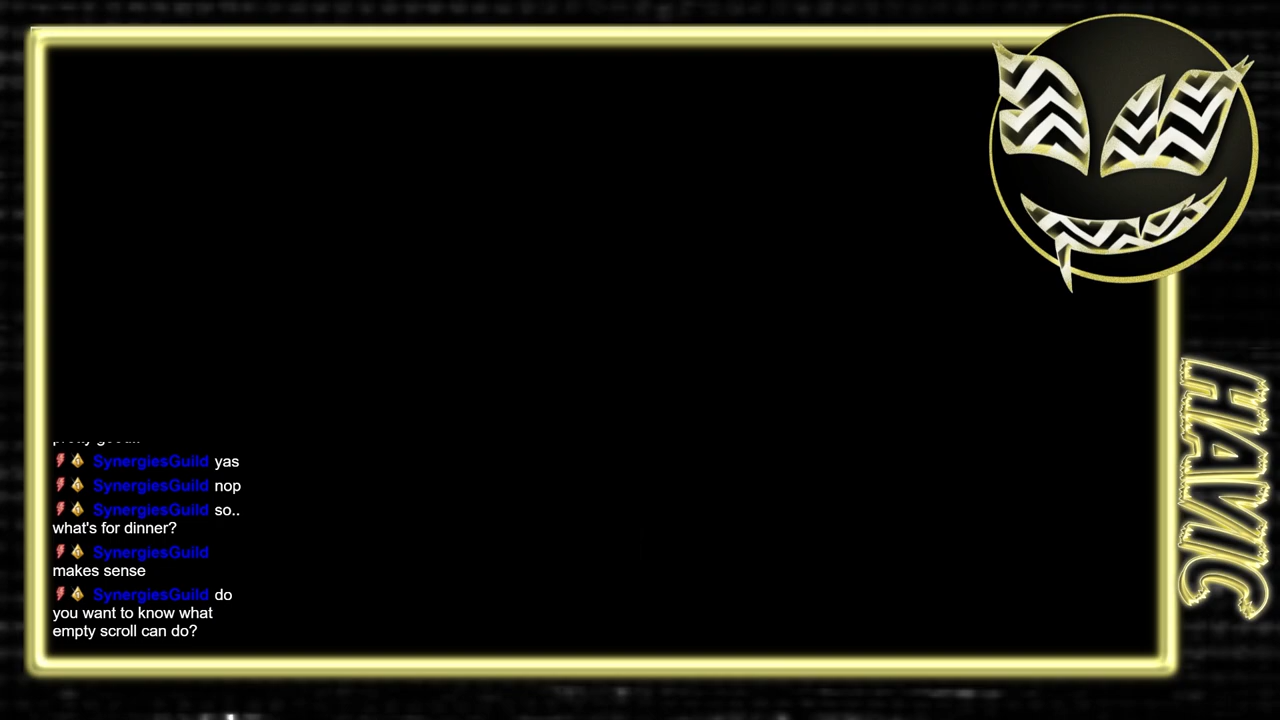 SynergiesGuild yas
SynergiesGuild nop
SynergiesGuild so..
what's for dinner?
SynergiesGuild
makes sense
SynergiesGuild do
you want to know what
empty scroll can do?
HAVIC